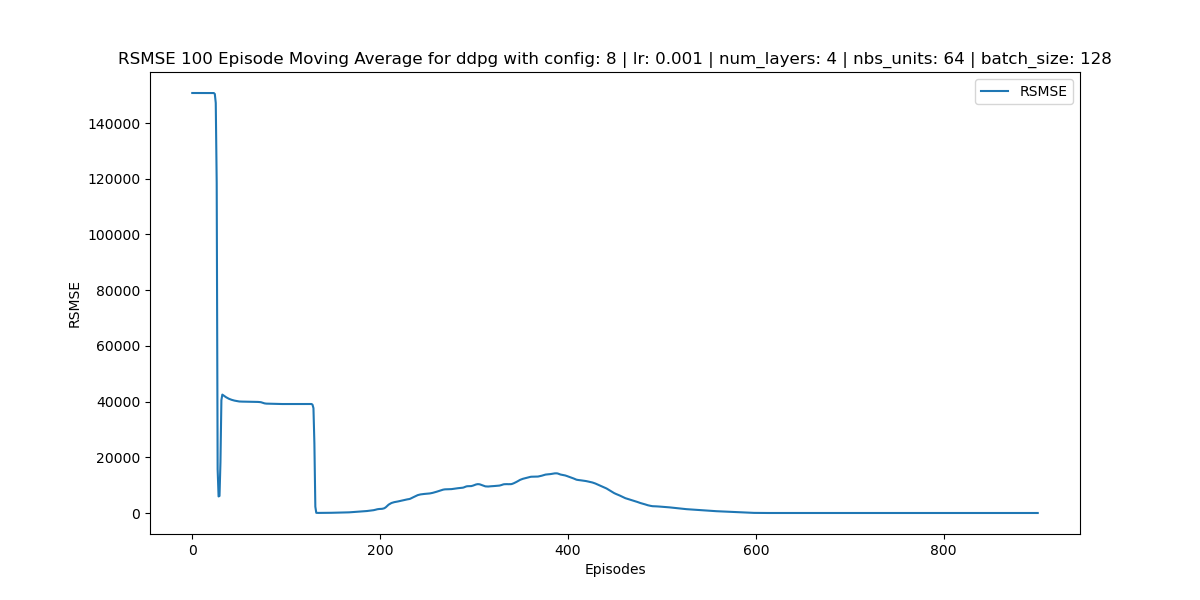 RSMSE 100 Episode Moving Average for ddpg with config: 8 | lr: 0.001 | num_layers: 4 | nbs_units: 64 | batch_size: 128
RSMSE
140000
120000
100000
80000
60000
40000
20000
0
RSMSE
0 200 400 600 800
Episodes